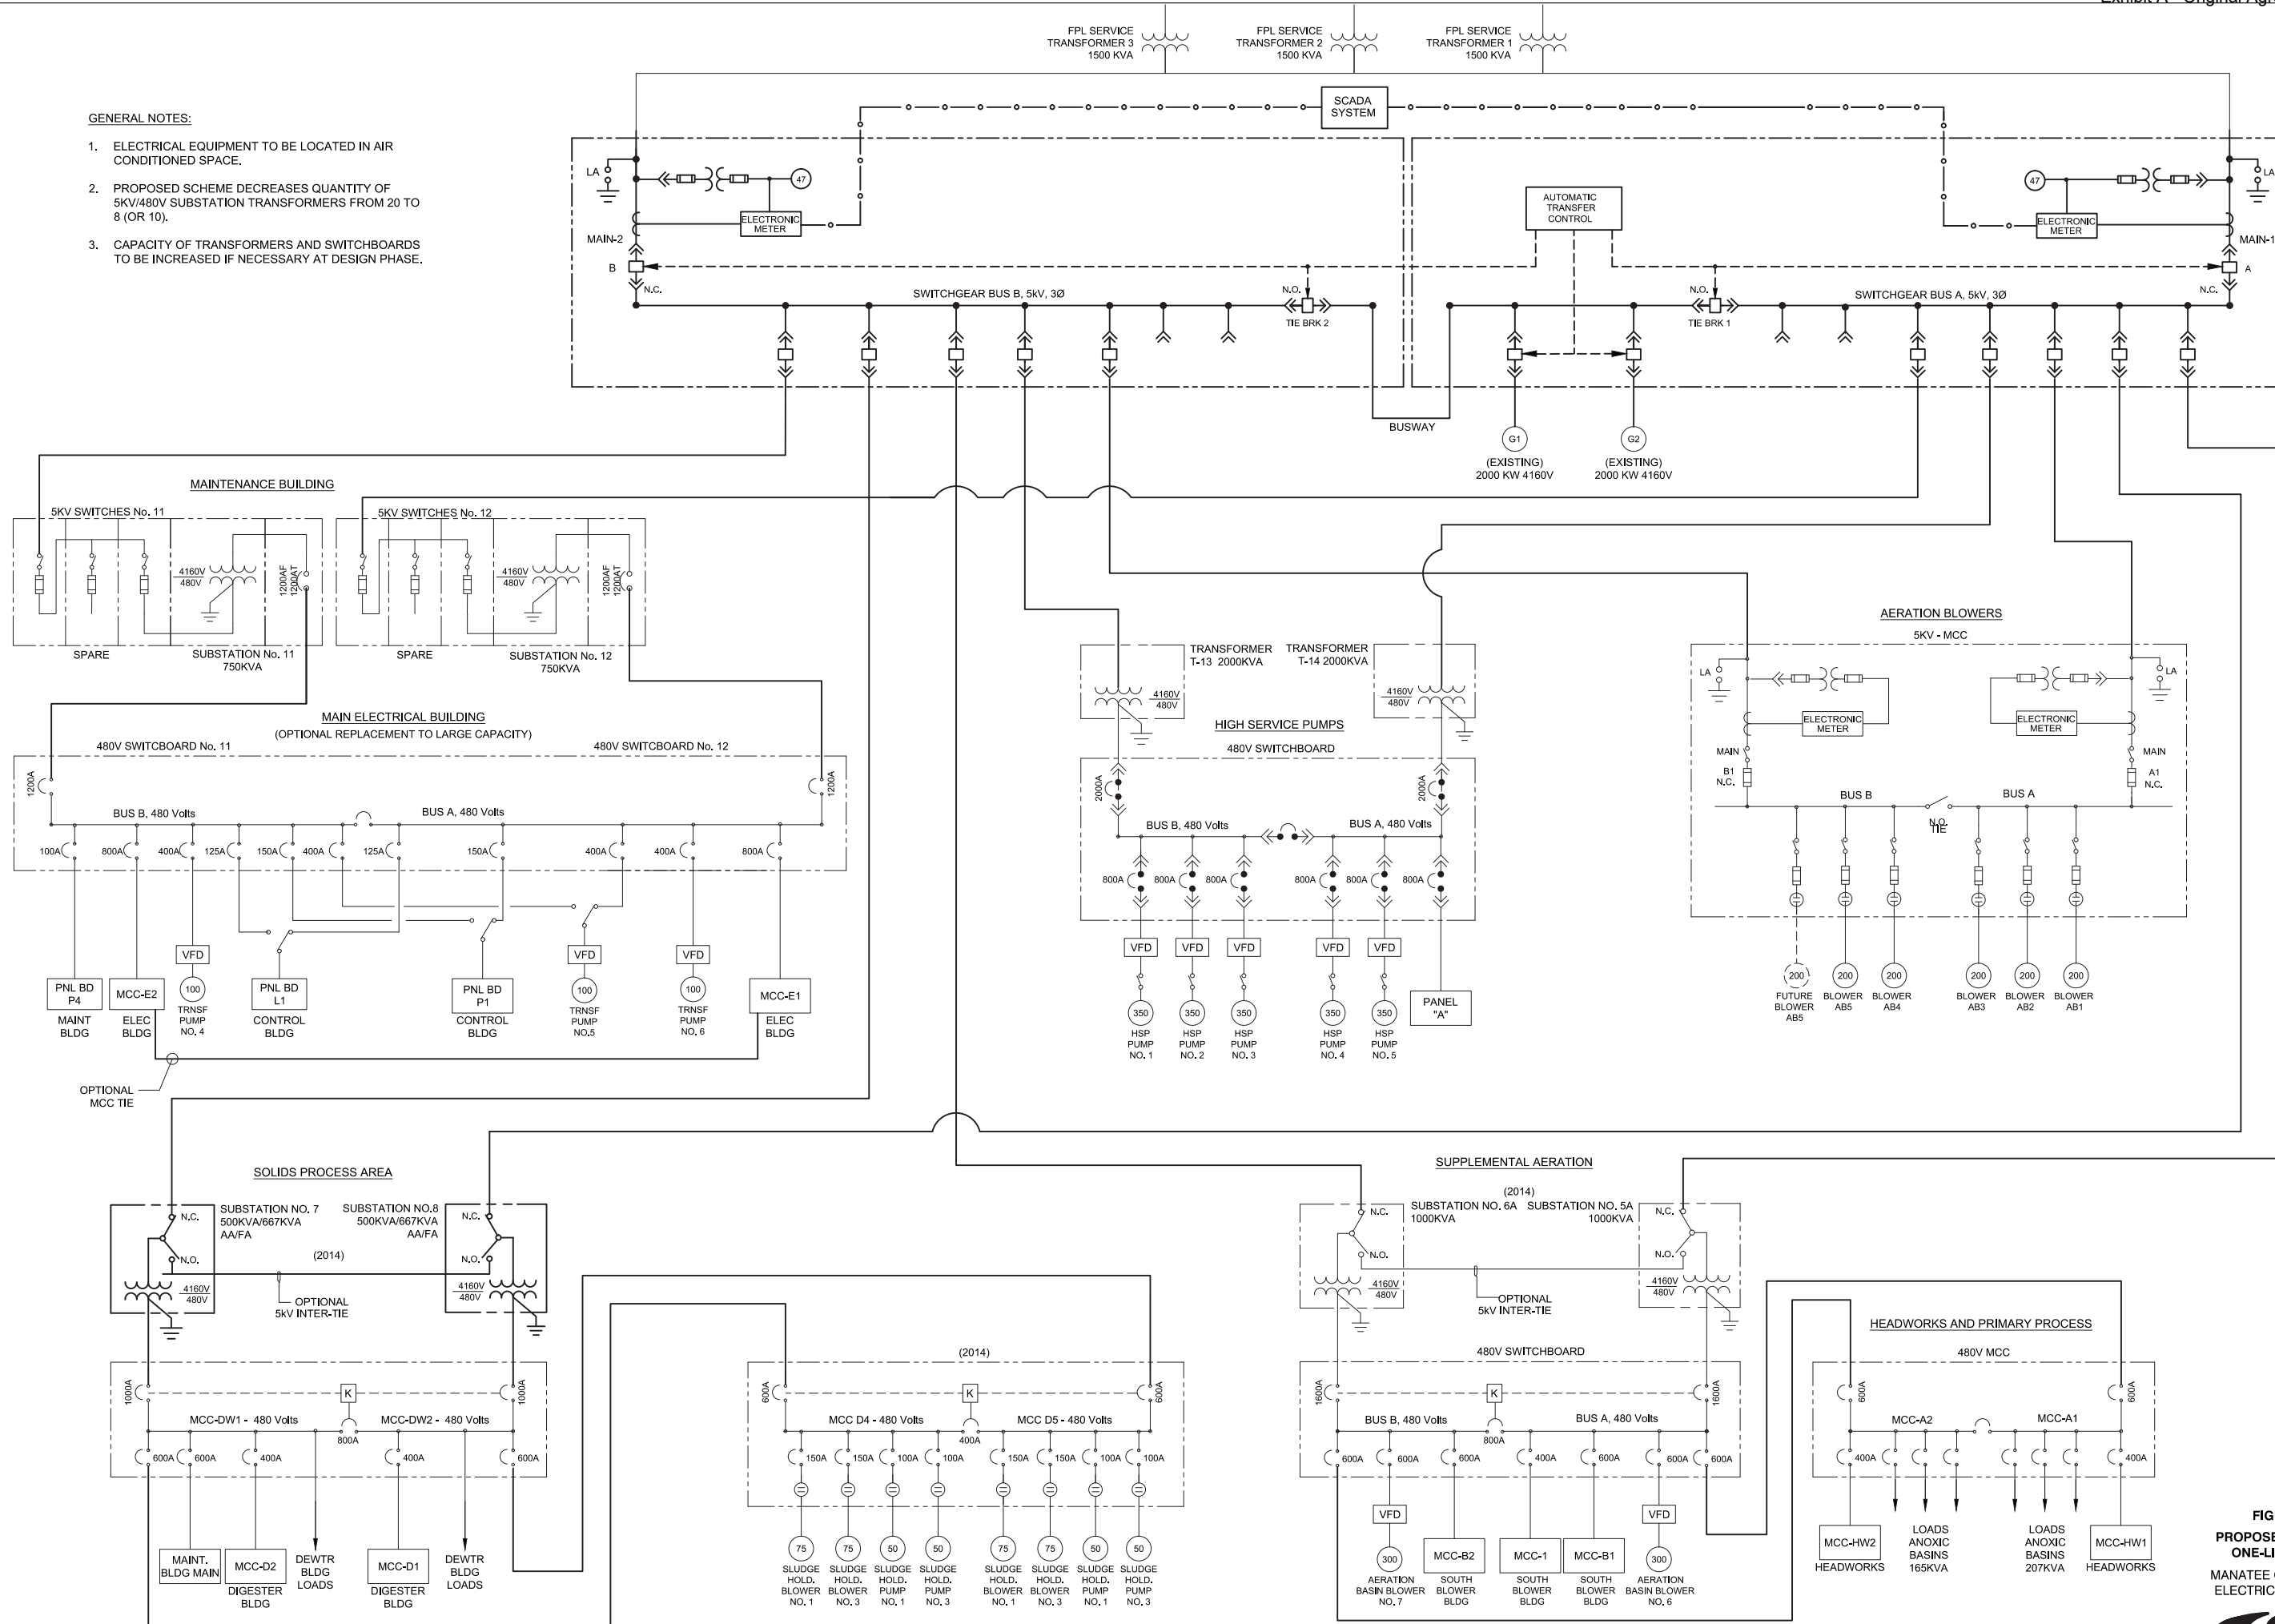 Exhibit A - Original Agr
FPL SERVICE
TRANSFORMER 3
1500 KVA
FPL SERVICE
TRANSFORMER 2
1500 KVA
FPL SERVICE
TRANSFORMER 1
1500 KVA
GENERAL NOTES:
1. ELECTRICAL EQUIPMENT TO BE LOCATED IN AIR
CONDITIONED SPACE.
2. PROPOSED SCHEME DECREASES QUANTITY OF
5KV/480V SUBSTATION TRANSFORMERS FROM 20 TO
8 (OR 10).
3. CAPACITY OF TRANSFORMERS AND SWITCHBOARDS
TO BE INCREASED IF NECESSARY AT DESIGN PHASE.
SCADA
SYSTEM
LA
47
ELECTRONIC
METER
MAIN-2
B
N.C.
SWITCHGEAR BUS B, 5kV, 3Ø
N.O.
TIE BRK 2
AUTOMATIC
TRANSFER
CONTROL
N.O.
TIE BRK 1
SWITCHGEAR BUS A, 5kV, 3Ø
47
ELECTRONIC
METER
LA
MAIN-1
A
N.C.
BUSWAY
G1
(EXISTING)
2000 KW 4160V
G2
(EXISTING)
2000 KW 4160V
MAINTENANCE BUILDING
5KV SWITCHES No. 11
4160V
480V
1200AF
1200AT
SPARE
SUBSTATION No. 11
750KVA
5KV SWITCHES No. 12
4160V
480V
1200AF
1200AT
SPARE
SUBSTATION No. 12
750KVA
MAIN ELECTRICAL BUILDING
(OPTIONAL REPLACEMENT TO LARGE CAPACITY)
480V SWITCBOARD No. 11
480V SWITCBOARD No. 12
1200A
1200A
BUS B, 480 Volts
BUS A, 480 Volts
100A
800A
400A
125A
150A
400A
125A
150A
400A
400A
800A
VFD
VFD
VFD
PNL BD
P4
MAINT
BLDG
MCC-E2
ELEC
BLDG
100
TRNSF
PUMP
NO. 4
PNL BD
L1
CONTROL
BLDG
PNL BD
P1
CONTROL
BLDG
100
TRNSF
PUMP
NO.5
100
TRNSF
PUMP
NO. 6
MCC-E1
ELEC
BLDG
OPTIONAL
MCC TIE
TRANSFORMER
T-13 2000KVA
TRANSFORMER
T-14 2000KVA
4160V
480V
4160V
480V
HIGH SERVICE PUMPS
480V SWITCHBOARD
2000A
2000A
BUS B, 480 Volts
BUS A, 480 Volts
800A
800A
800A
800A
800A
800A
VFD
VFD
VFD
VFD
VFD
350
HSP
PUMP
NO. 1
350
HSP
PUMP
NO. 2
350
HSP
PUMP
NO. 3
350
HSP
PUMP
NO. 4
350
HSP
PUMP
NO. 5
PANEL
"A"
AERATION BLOWERS
5KV - MCC
LA
ELECTRONIC
METER
MAIN
B1
N.C.
ELECTRONIC
METER
LA
MAIN
A1
N.C.
BUS B
N.O.
TIE
BUS A
200
FUTURE
BLOWER
AB5
200
BLOWER
AB5
200
BLOWER
AB4
200
BLOWER
AB3
200
BLOWER
AB2
200
BLOWER
AB1
SOLIDS PROCESS AREA
N.C.
N.O.
SUBSTATION NO. 7
500KVA/667KVA
AA/FA
SUBSTATION NO.8
500KVA/667KVA
AA/FA
N.C.
N.O.
(2014)
4160V
480V
4160V
480V
OPTIONAL
5kV INTER-TIE
1000A
K
1000A
MCC-DW1 - 480 Volts
MCC-DW2 - 480 Volts
800A
600A
600A
400A
400A
600A
MAINT.
BLDG MAIN
MCC-D2
DIGESTER
BLDG
DEWTR
BLDG
LOADS
MCC-D1
DIGESTER
BLDG
DEWTR
BLDG
LOADS
(2014)
600A
K
600A
MCC D4 - 480 Volts
MCC D5 - 480 Volts
400A
150A
150A
100A
100A
150A
150A
100A
100A
75
SLUDGE
HOLD.
BLOWER
NO. 1
75
SLUDGE
HOLD.
BLOWER
NO. 3
50
SLUDGE
HOLD.
PUMP
NO. 1
50
SLUDGE
HOLD.
PUMP
NO. 3
75
SLUDGE
HOLD.
BLOWER
NO. 1
75
SLUDGE
HOLD.
BLOWER
NO. 3
50
SLUDGE
HOLD.
PUMP
NO. 1
50
SLUDGE
HOLD.
PUMP
NO. 3
SUPPLEMENTAL AERATION
(2014)
SUBSTATION NO. 6A
1000KVA
SUBSTATION NO. 5A
1000KVA
N.C.
N.O.
N.C.
N.O.
4160V
480V
4160V
480V
OPTIONAL
5kV INTER-TIE
480V SWITCHBOARD
1600A
K
1600A
BUS B, 480 Volts
BUS A, 480 Volts
800A
600A
600A
600A
400A
600A
600A
600A
VFD
VFD
300
AERATION
BASIN BLOWER
NO. 7
MCC-B2
SOUTH
BLOWER
BLDG
MCC-1
SOUTH
BLOWER
BLDG
MCC-B1
SOUTH
BLOWER
BLDG
300
AERATION
BASIN BLOWER
NO. 6
HEADWORKS AND PRIMARY PROCESS
480V MCC
600A
600A
MCC-A2
MCC-A1
400A
400A
MCC-HW2
HEADWORKS
LOADS
ANOXIC
BASINS
165KVA
LOADS
ANOXIC
BASINS
207KVA
MCC-HW1
HEADWORKS
FIG
PROPOSE
ONE-LI
MANATEE
ELECTRIC